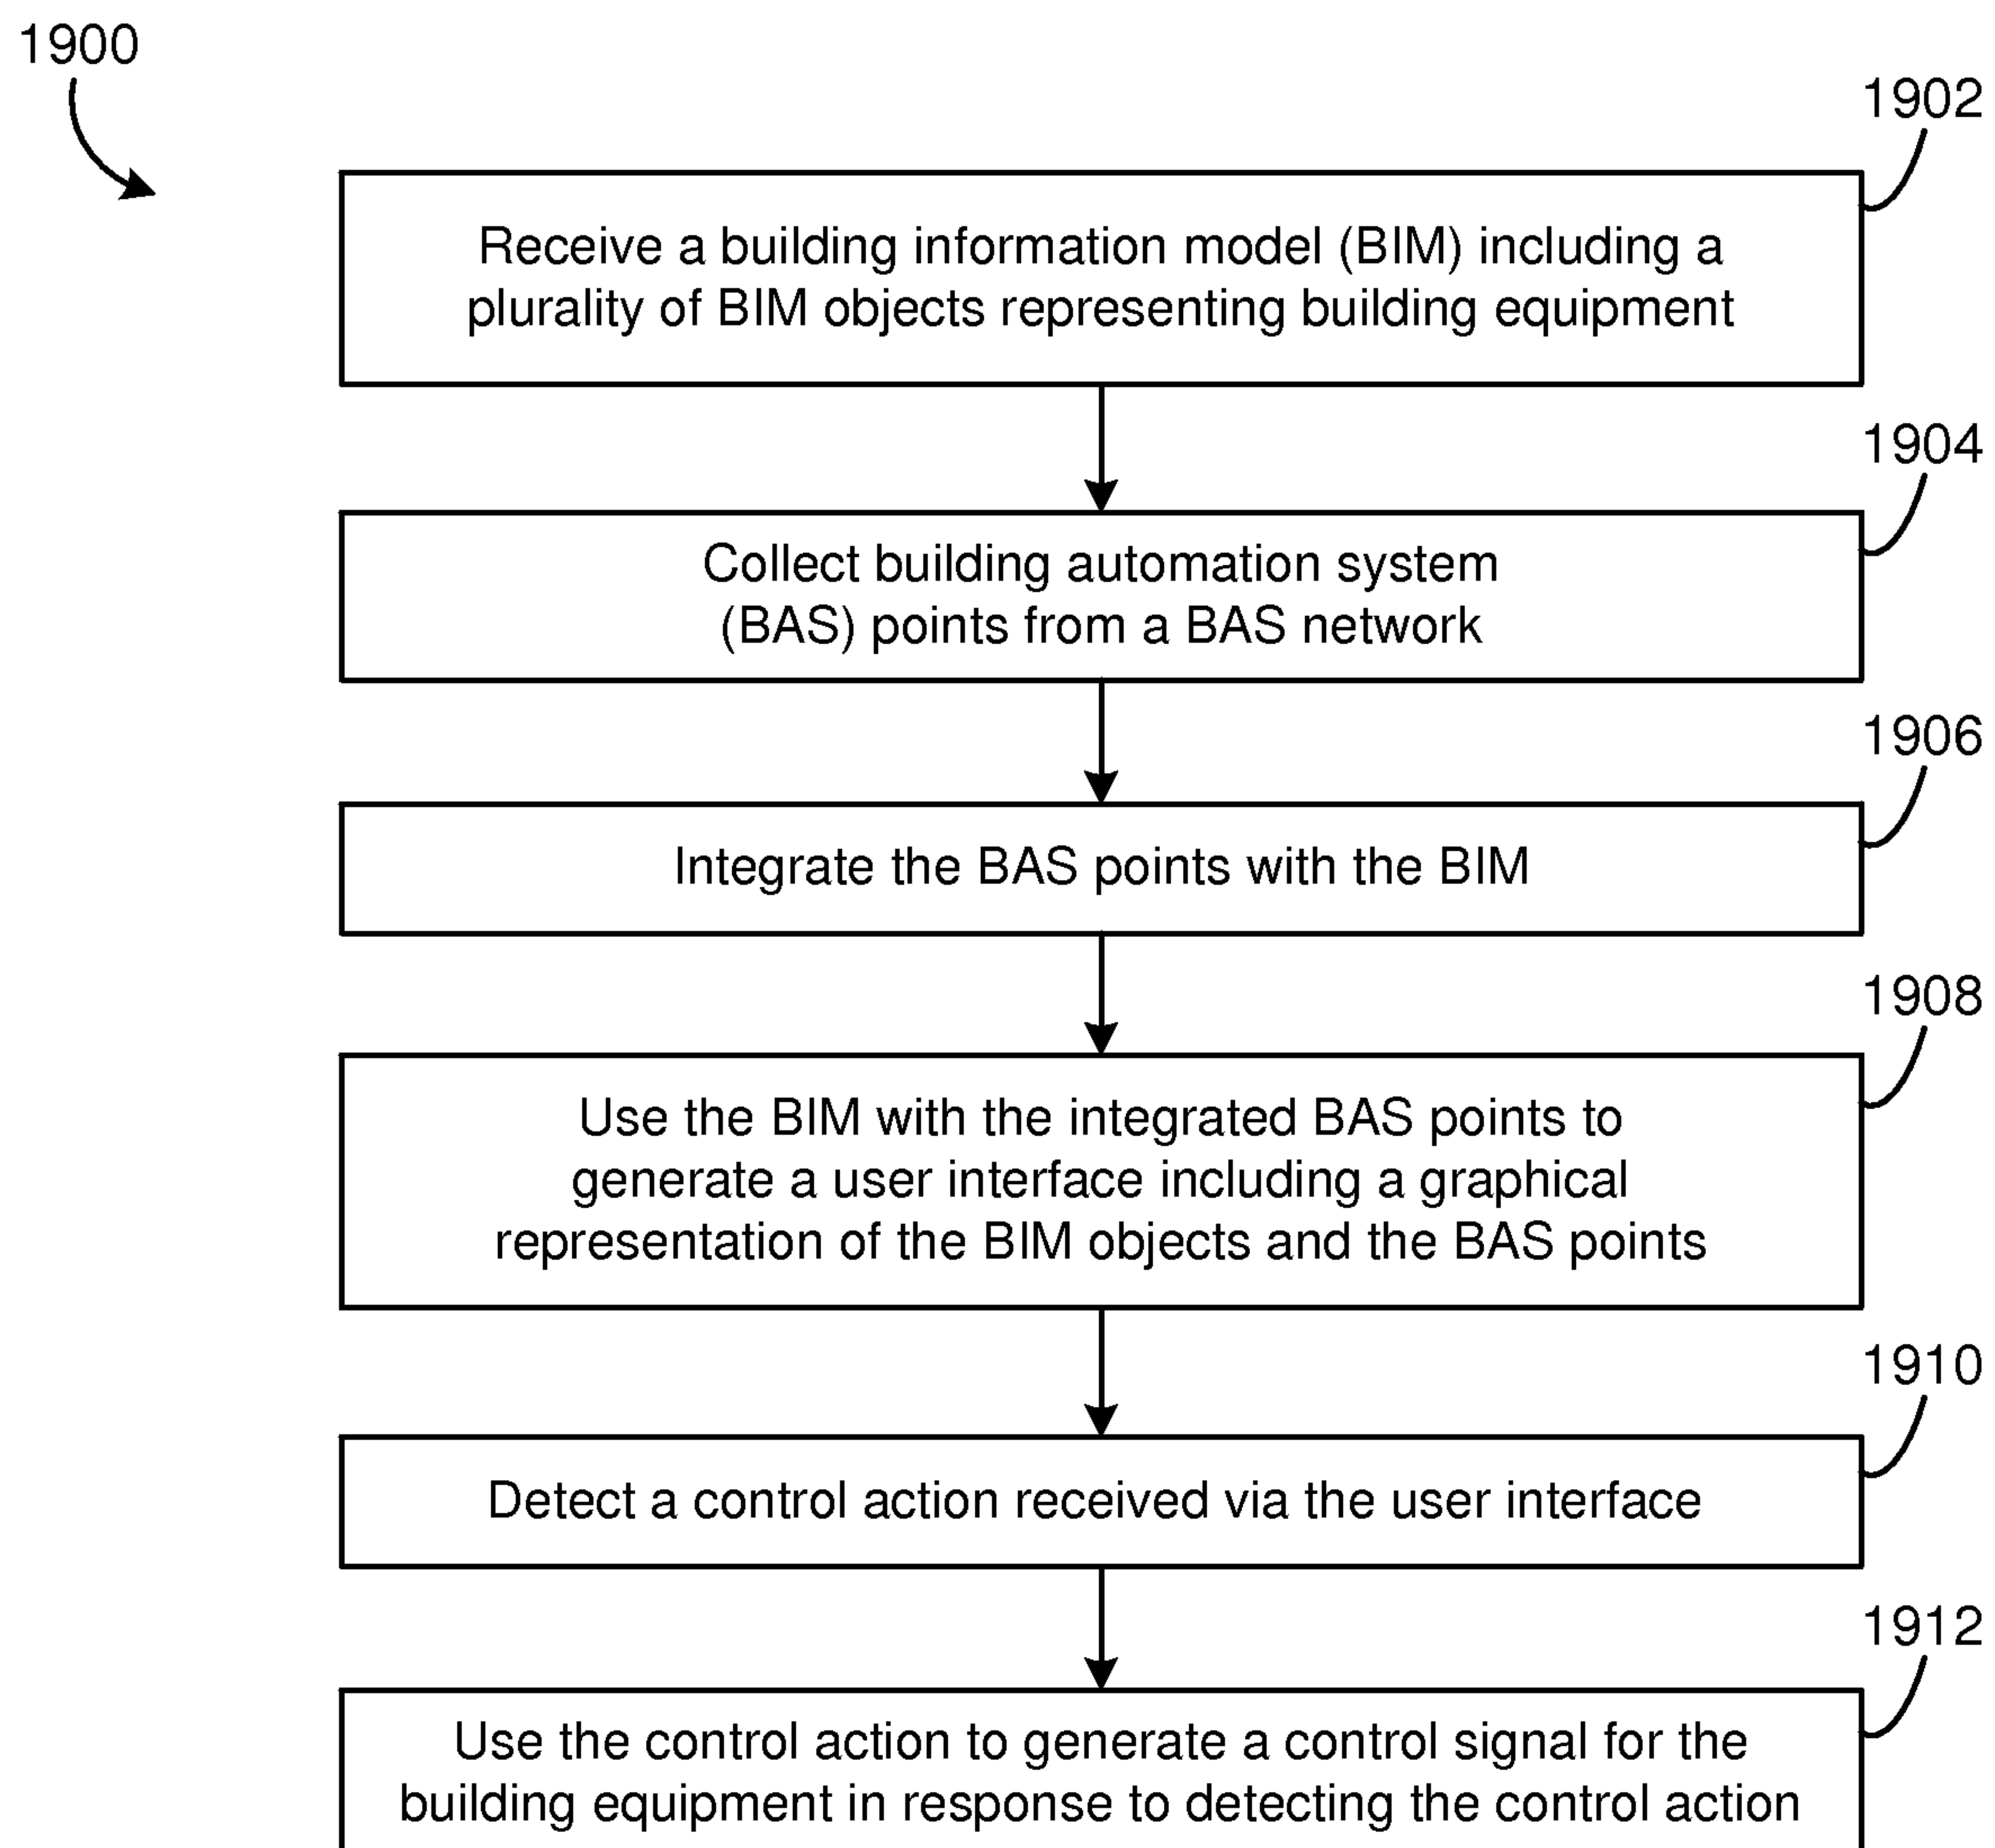 1900
1902
Receive a building information model (BIM) including a
plurality of BIM objects representing building equipment
1904
Collect building automation system
(BAS) points from a BAS network
1906
Integrate the BAS points with the BIM
1908
Use the BIM with the integrated BAS points to
generate a user interface including a graphical
representation of the BIM objects and the BAS points
1910
Detect a control action received via the user interface
1912
Use the control action to generate a control signal for the
building equipment in response to detecting the control action